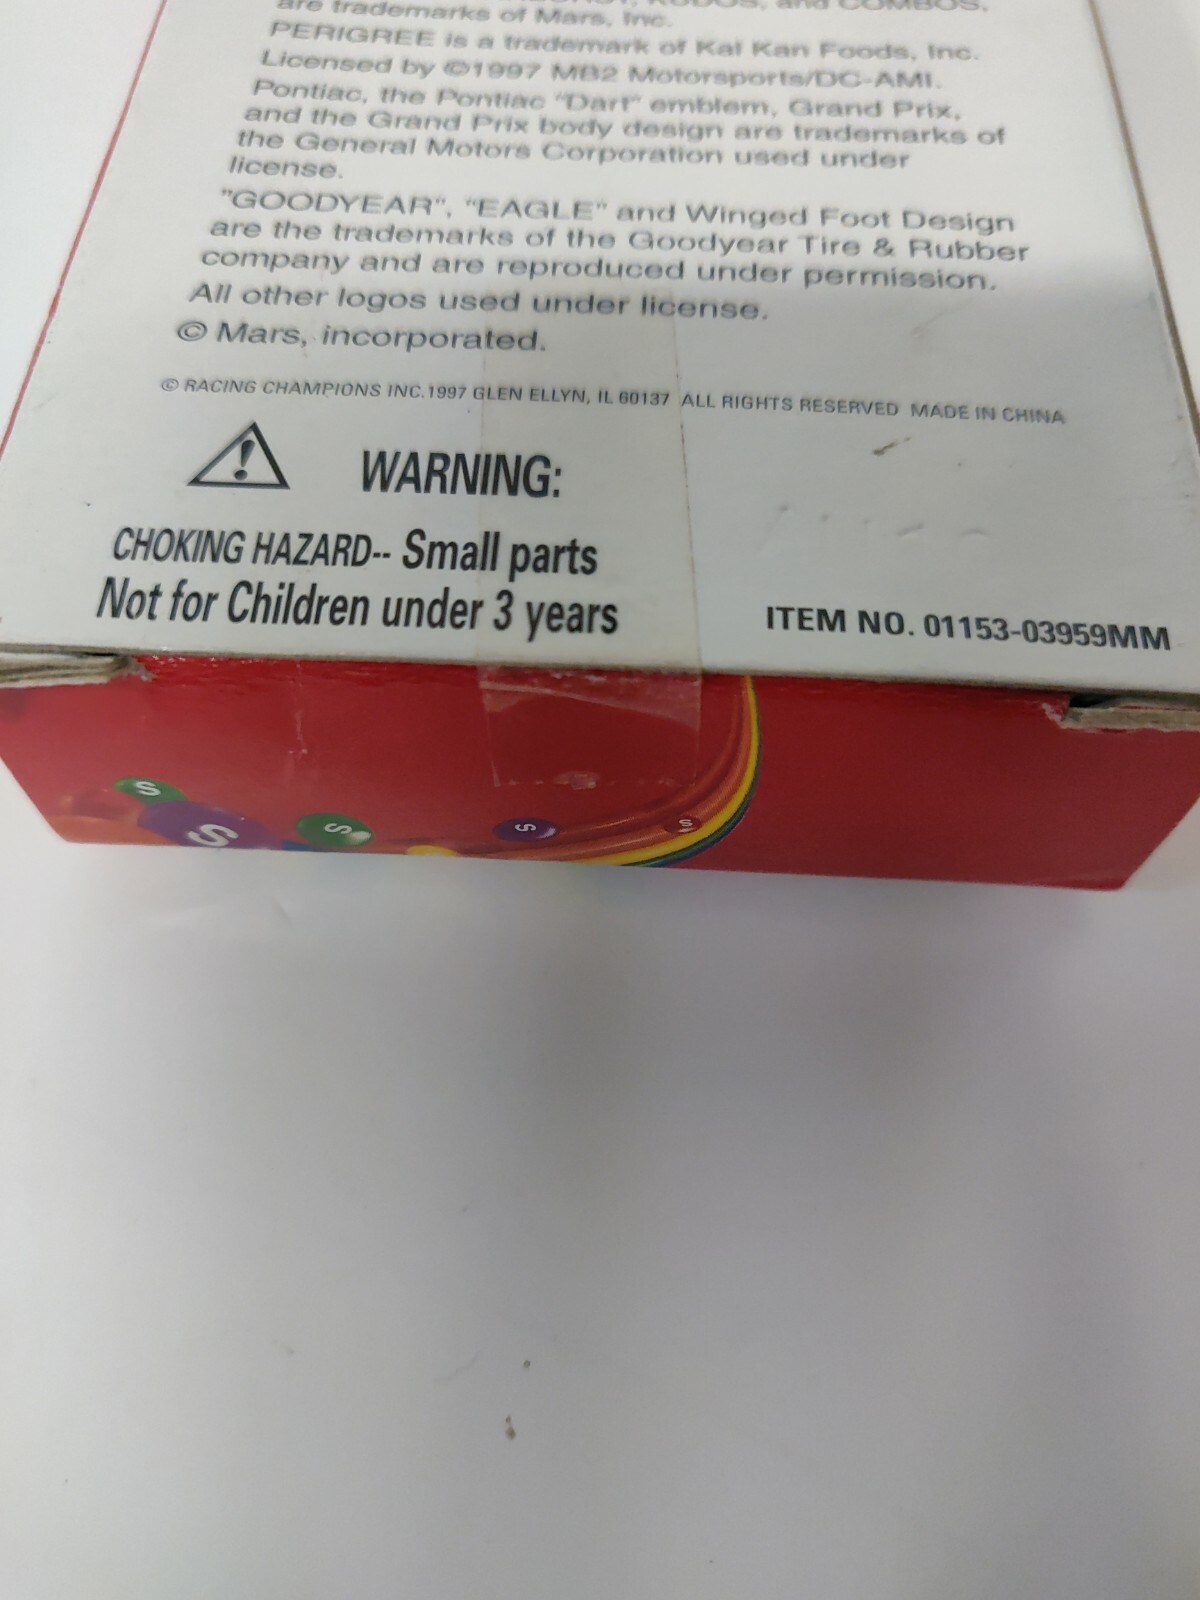 KUDOS, and COMBOS,
are trademarks of Mars, Inc.
PERIGREE is a trademark of Kal Kan Foods, Inc.
Licensed by ©1997 MB2 Motorsports/DC-AMI.
Pontiac, the Pontiac "Dart" emblem, Grand Prix,
and the Grand Prix body design are trademarks of
the General Motors Corporation used under
license.
"GOODYEAR", "EAGLE" and Winged Foot Design
are the trademarks of the Goodyear Tire & Rubber
company and are reproduced under permission.
All other logos used under license.
© Mars, incorporated.
© RACING CHAMPIONS INC.1997 GLEN ELLYN, IL 60137 ALL RIGHTS RESERVED MADE IN CHINA
WARNING:
CHOKING HAZARD-- Small parts
Not for Children under 3 years
ITEM NO. 01153-03959MM
S
S
S
S
S